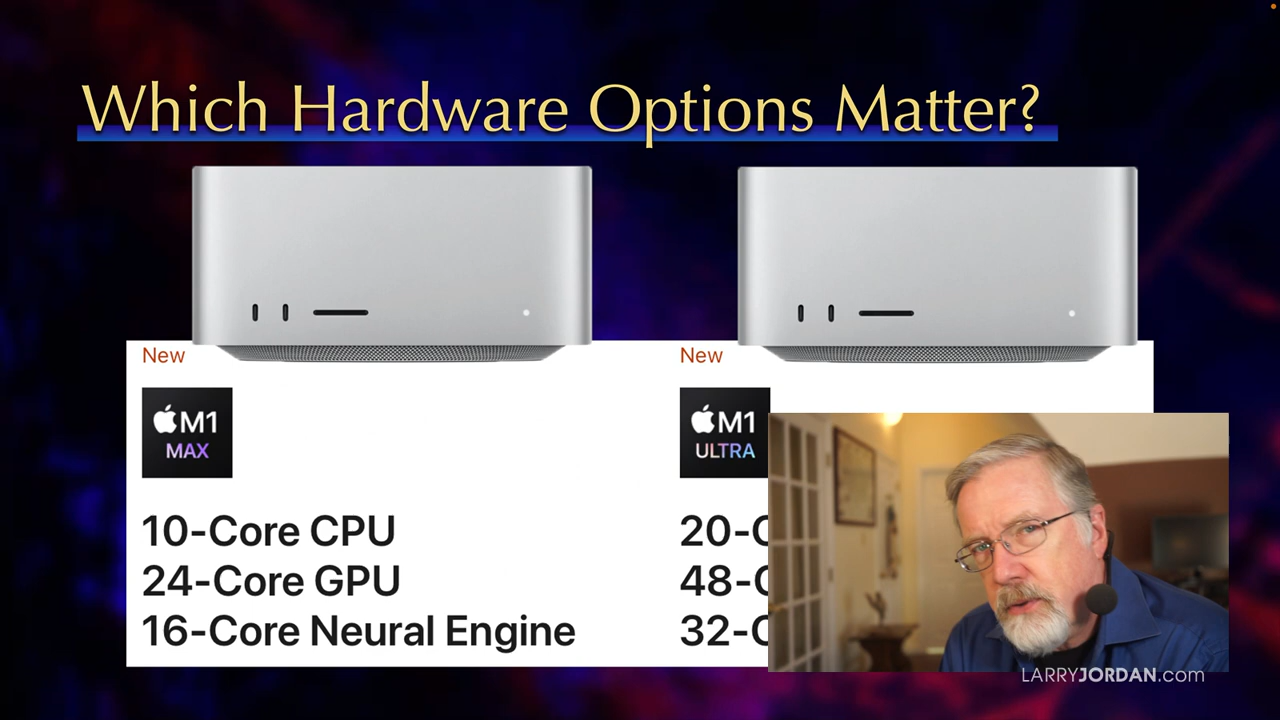 Which Hardware Options Matter?
New
M1
MAX
10-Core CPU
24-Core GPU
16-Core Neural Engine
New
M1
ULTRA
20-C
48-C
32-C
LARRYJORDAN.com